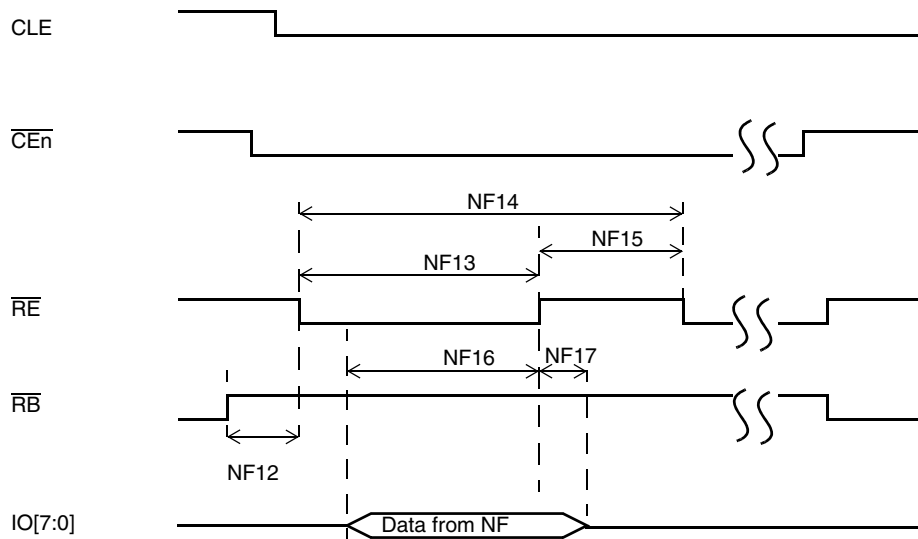 CLE
CEn
NF14
NF15
NF13
RE
NF16
NF17
RB
NF12
IO[7:0]
Data from NF